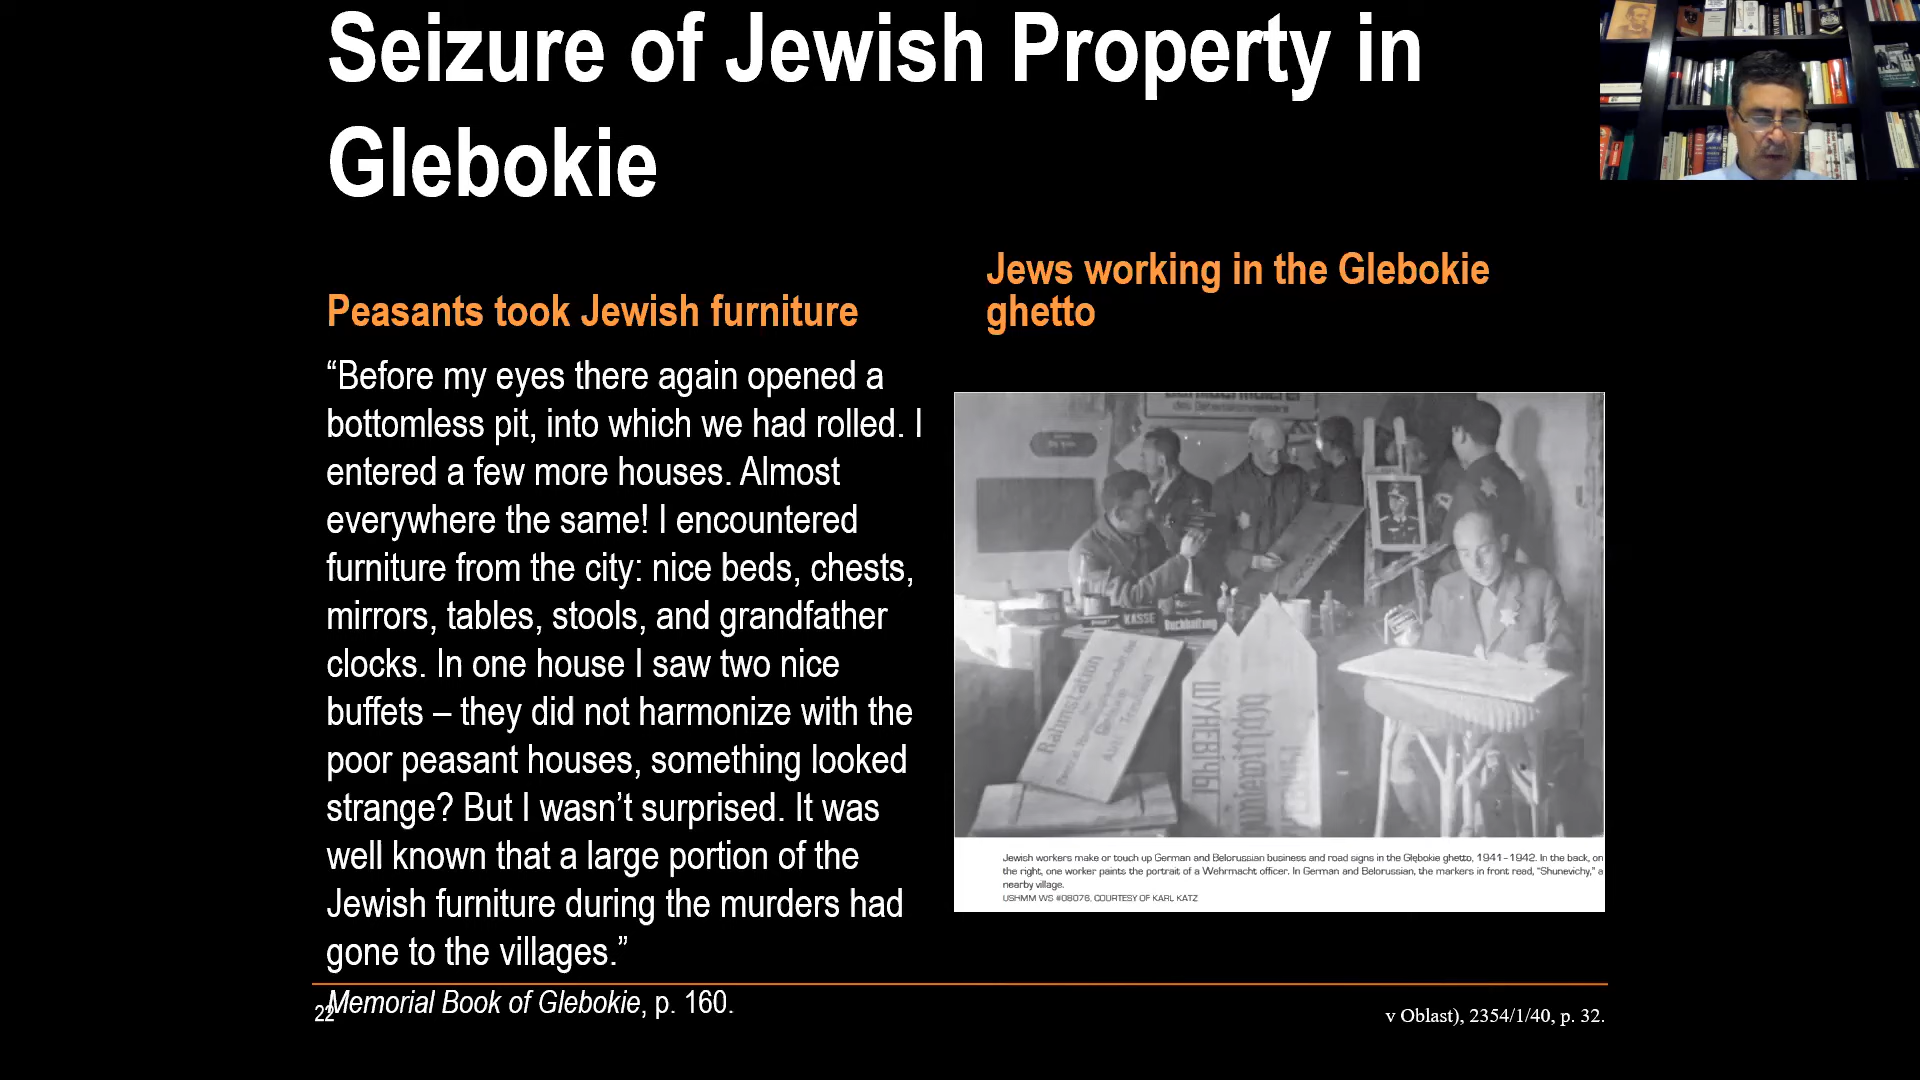 Seizure of Jewish Property in
Glebokie
Peasants took Jewish furniture
“Before my eyes there again opened a
bottomless pit, into which we had rolled. I
entered a few more houses. Almost
everywhere the same! I encountered
furniture from the city: nice beds, chests,
mirrors, tables, stools, and grandfather
clocks. In one house I saw two nice
buffets – they did not harmonize with the
poor peasant houses, something looked
strange? But I wasn’t surprised. It was
well known that a large portion of the
Jewish furniture during the murders had
gone to the villages.”
Memorial Book of Glebokie, p. 160.
Jews working in the Glebokie
ghetto
des Gebietskommissars
KASSE
Buchhaltung
Rahmstation
ШУНЕВІЧЫ
Jewish workers make or touch up German and Belorussian business and road signs in the Glębokie ghetto, 1941–1942. In the back, on
the right, one worker paints the portrait of a Wehrmacht officer. In German and Belorussian, the markers in front read, “Shunevichy,” a
nearby village.
USHMM WS #08076, COURTESY OF KARL KATZ
22
v Oblast), 2354/1/40, p. 32.